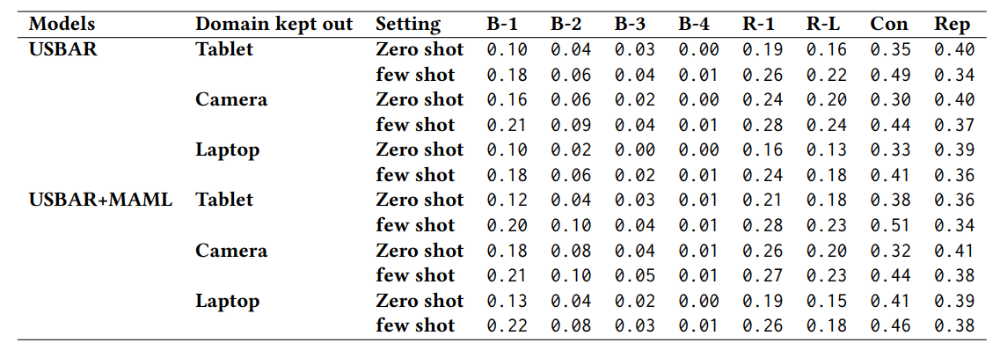 Models Domain kept out Setting B-1 B-2 B-3 B-4 R-1 R-L Con Rep
USBAR Tablet Zero shot 0.10 0.04 0.03 0.00 0.19 0.16 0.35 0.40
few shot 0.18 0.06 0.04 0.01 0.26 0.22 0.49 0.34
Camera Zero shot 0.16 0.06 0.02 0.00 0.24 0.20 0.30 0.40
few shot 0.21 0.09 0.04 0.01 0.28 0.24 0.44 0.37
Laptop Zero shot 0.10 0.02 0.00 0.00 0.16 0.13 0.33 0.39
few shot 0.18 0.06 0.02 0.01 0.24 0.18 0.41 0.36
USBAR+MAML Tablet Zero shot 0.12 0.04 0.03 0.01 0.21 0.18 0.38 0.36
few shot 0.20 0.10 0.04 0.01 0.28 0.23 0.51 0.34
Camera Zero shot 0.18 0.08 0.04 0.01 0.26 0.20 0.32 0.41
few shot 0.21 0.10 0.05 0.01 0.27 0.23 0.44 0.38
Laptop Zero shot 0.13 0.04 0.02 0.00 0.19 0.15 0.41 0.39
few shot 0.22 0.08 0.03 0.01 0.26 0.18 0.46 0.38